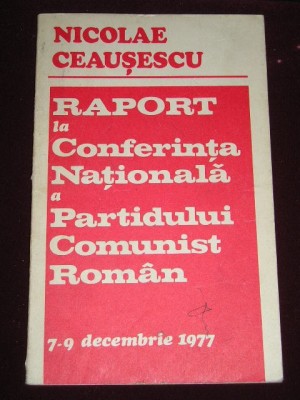 NICOLAE
CEAUȘESCU
RAPORT
la
Conferința
Națională
a
Partidului
Comunist
Român
7-9 decembrie 1977